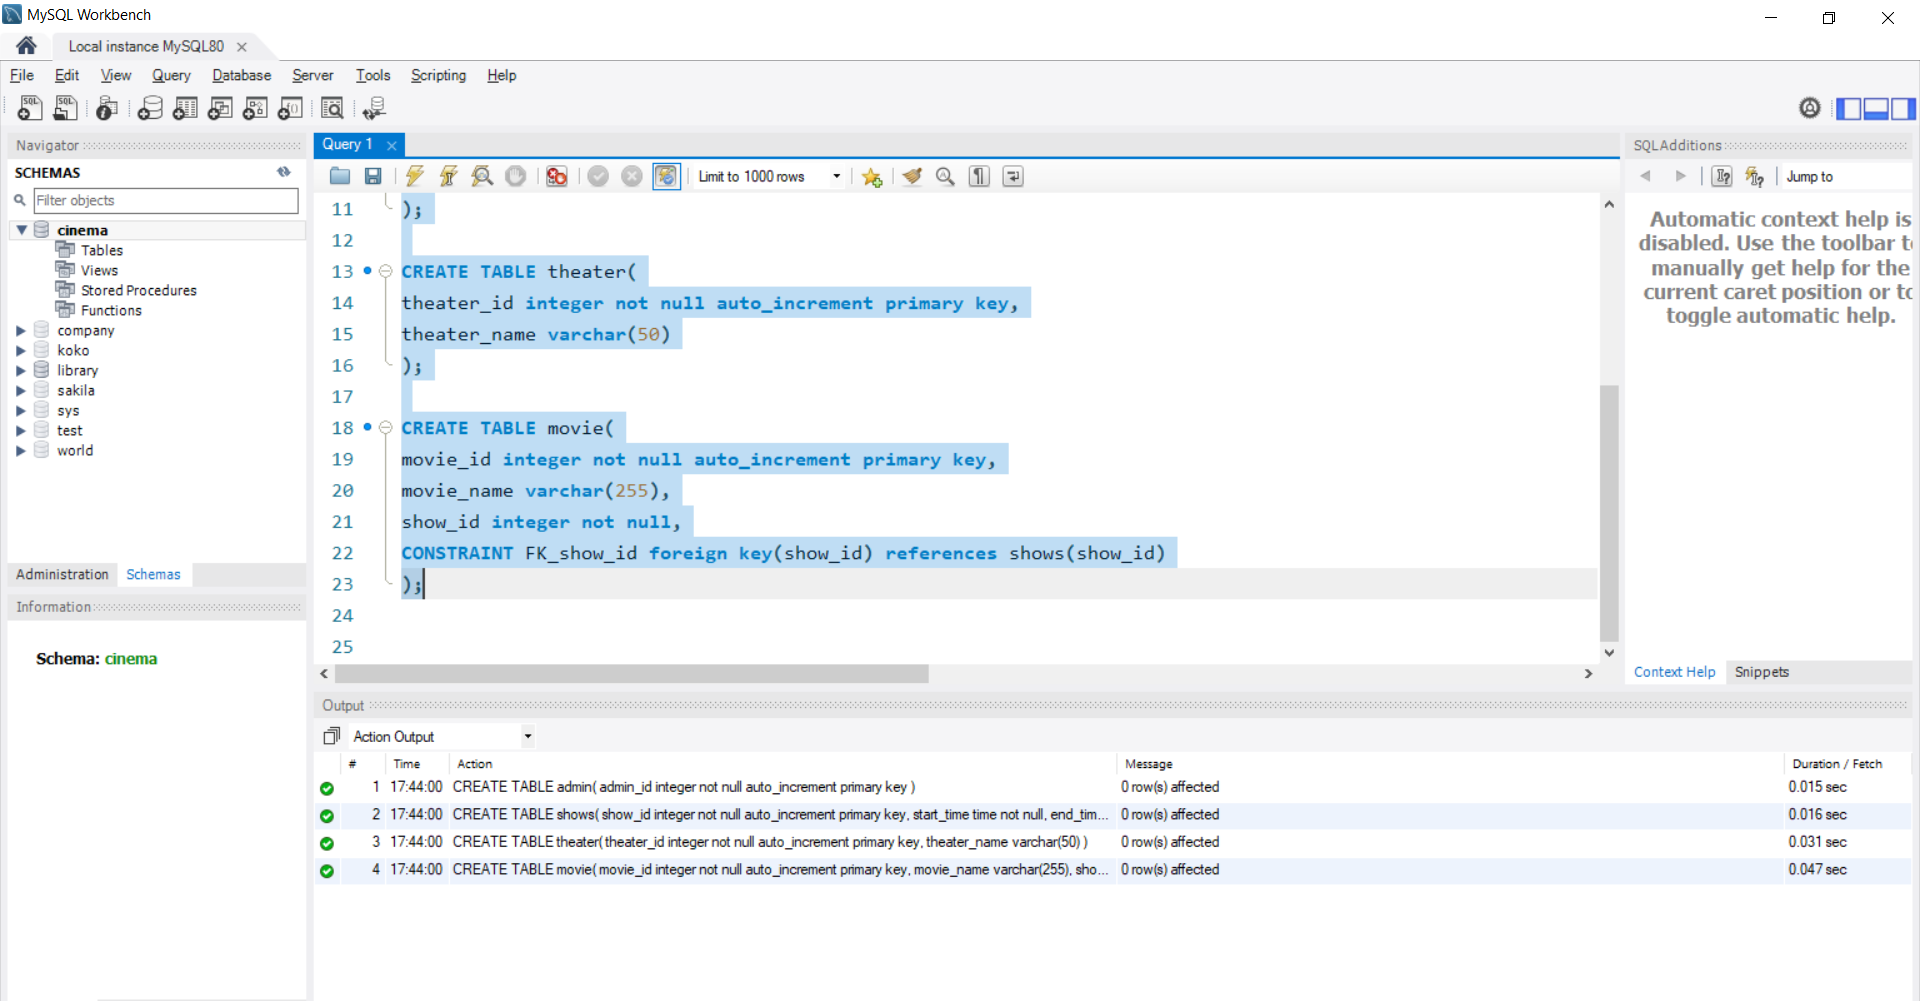 MySQL Workbench
Local instance MySQL80
File Edit View Query Database Server Tools Scripting Help
Navigator
SCHEMAS
Filter objects
cinema
Tables
Views
Stored Procedures
Functions
company
koko
library
sakila
sys
test
world
Administration Schemas
Information
Schema: cinema
Query 1
Limit to 1000 rows
11 );
12
13 CREATE TABLE theater(
14 theater_id integer not null auto_increment primary key,
15 theater_name varchar(50)
16 );
17
18 CREATE TABLE movie(
19 movie_id integer not null auto_increment primary key,
20 movie_name varchar(255),
21 show_id integer not null,
22 CONSTRAINT FK_show_id foreign key(show_id) references shows(show_id)
23 );
24
25
SQLAdditions
Jump to
Automatic context help is
disabled. Use the toolbar t
manually get help for the
current caret position or to
toggle automatic help.
Context Help Snippets
Output
Action Output
# Time Action Message Duration / Fetch
1 17:44:00 CREATE TABLE admin( admin_id integer not null auto_increment primary key ) 0 row(s) affected 0.015 sec
2 17:44:00 CREATE TABLE shows( show_id integer not null auto_increment primary key, start_time time not null, end_tim... 0 row(s) affected 0.016 sec
3 17:44:00 CREATE TABLE theater( theater_id integer not null auto_increment primary key, theater_name varchar(50) ) 0 row(s) affected 0.031 sec
4 17:44:00 CREATE TABLE movie( movie_id integer not null auto_increment primary key, movie_name varchar(255), sho... 0 row(s) affected 0.047 sec